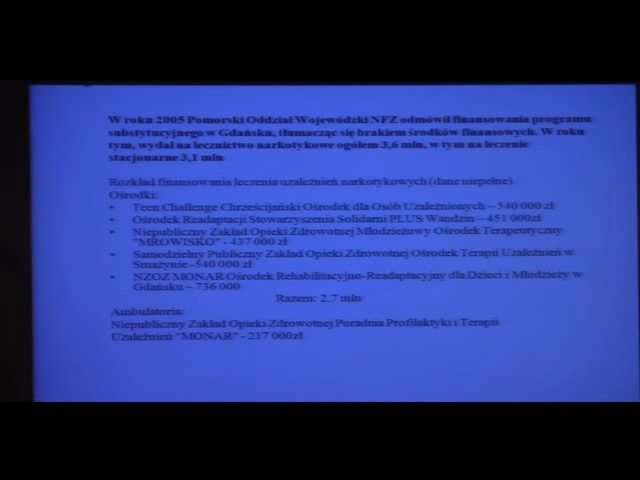 W roku 2005 Pomorski Oddział Wojewódzki NFZ odmówił finansowania programu
substytucyjnego w Gdańsku, tłumacząc się brakiem środków finansowych. W roku
tym, wydał na lecznictwo narkotykowe ogółem 3,6 mln, w tym na leczenie
stacjonarne 3,1 mln
Rozkład finansowania leczenia uzależnień narkotykowych (dane niepełne):
Ośrodki:
• Teen Challenge Chrześcijański Ośrodek dla Osób Uzależnionych – 540 000 zł
• Ośrodek Readaptacji Stowarzyszenia Solidarni PLUS Wandzin – 451 000zł
• Niepubliczny Zakład Opieki Zdrowotnej Młodzieżowy Ośrodek Terapeutyczny
"MROWISKO" - 437 000 zł
• Samodzielny Publiczny Zakład Opieki Zdrowotnej Ośrodek Terapii Uzależnień w
Smażynie -540 000 zł
• NZOZ MONAR Ośrodek Rehabilitacyjno-Readaptacyjny dla Dzieci i Młodzieży w
Gdańsku – 736 000
Razem: 2,7 mln
Ambulatoria:
Niepubliczny Zakład Opieki Zdrowotnej Poradnia Profilaktyki i Terapii
Uzależnień "MONAR" - 217 000zł